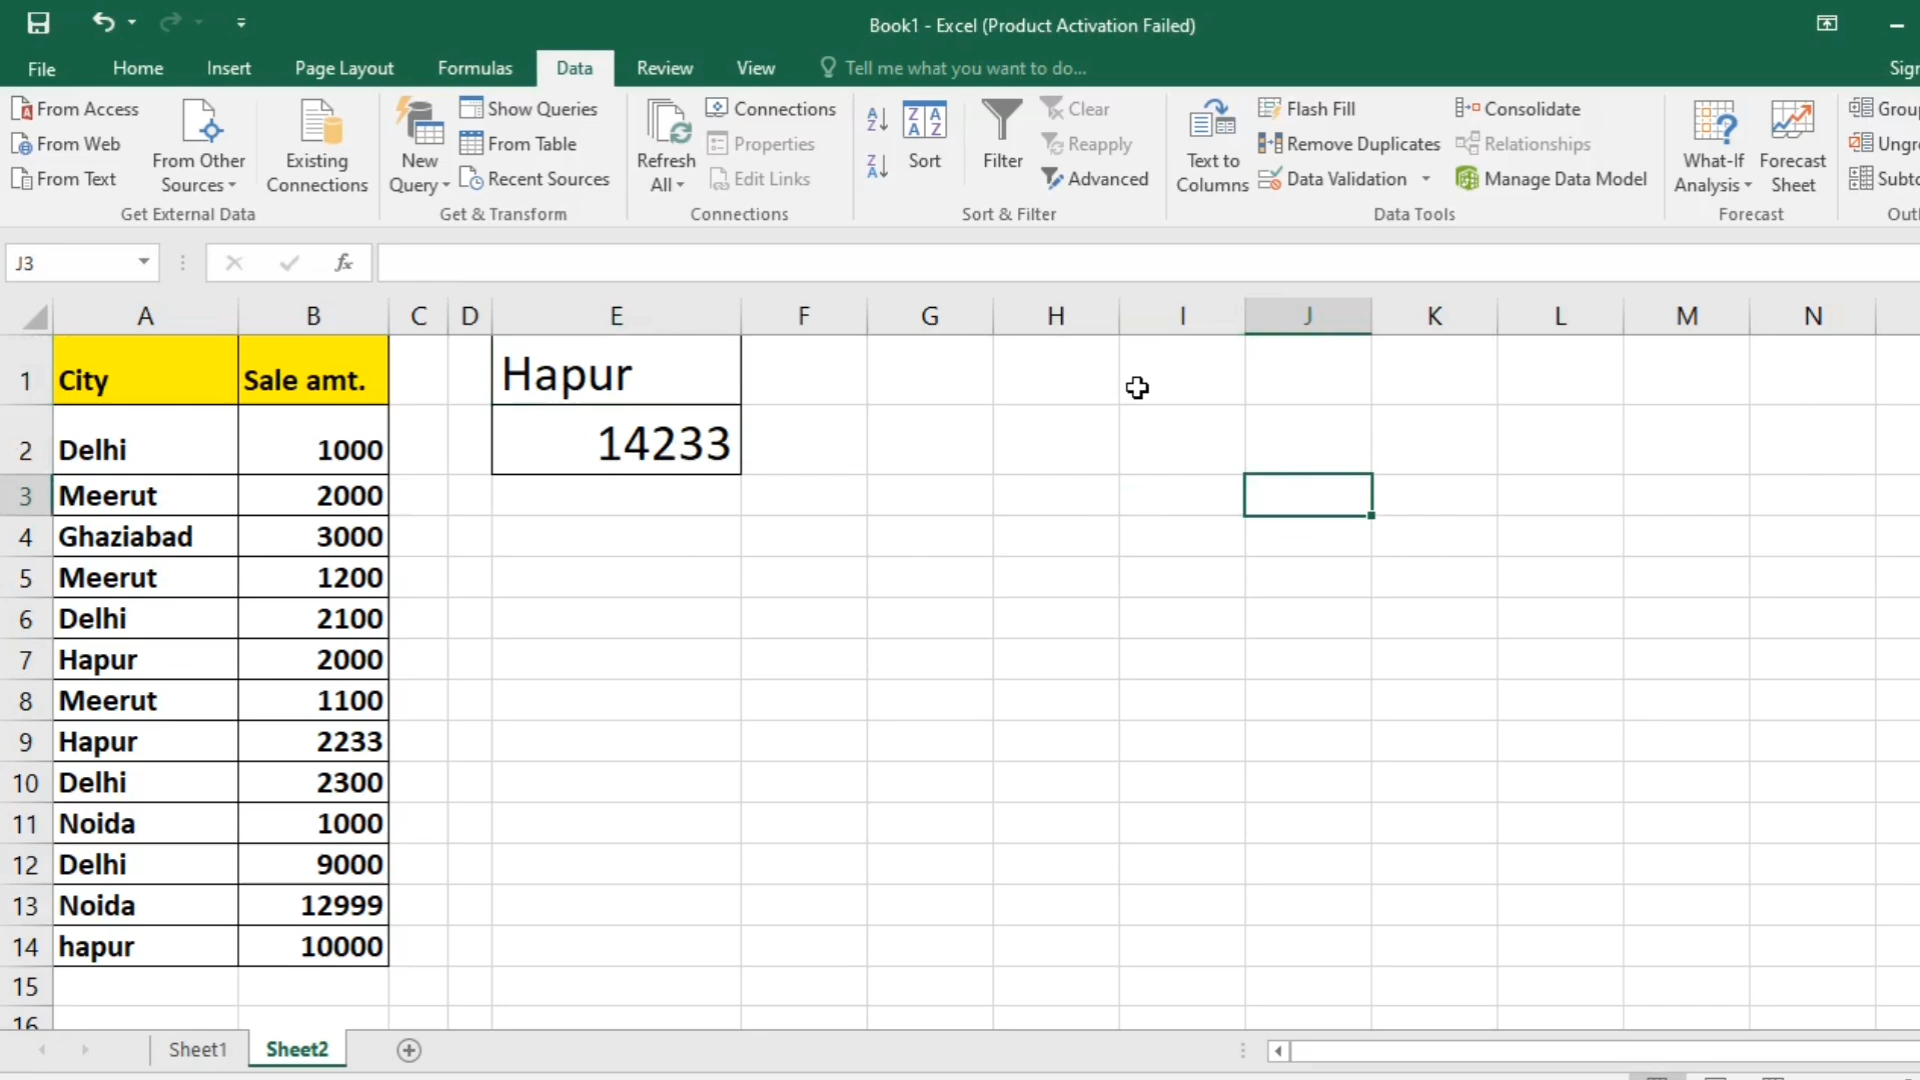 Book1 - Excel (Product Activation Failed)
File Home Insert Page Layout Formulas Data Review View Tell me what you want to do...
From Access
From Web
From Text
From Other Sources
Existing Connections
Get External Data
New Query
Show Queries
From Table
Recent Sources
Get & Transform
Refresh All
Connections
Properties
Edit Links
Connections
Sort
Filter
Clear
Reapply
Advanced
Sort & Filter
Text to Columns
Flash Fill
Remove Duplicates
Data Validation
Consolidate
Relationships
Manage Data Model
Data Tools
What-If Analysis
Forecast Sheet
Forecast
J3
fx
A B C D E F G H I J K L M N
1 City Sale amt. Hapur
2 Delhi 1000 14233
3 Meerut 2000
4 Ghaziabad 3000
5 Meerut 1200
6 Delhi 2100
7 Hapur 2000
8 Meerut 1100
9 Hapur 2233
10 Delhi 2300
11 Noida 1000
12 Delhi 9000
13 Noida 12999
14 hapur 10000
15
16
Sheet1 Sheet2